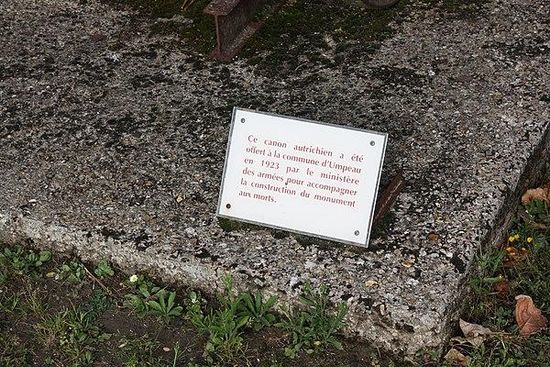 Ce canon autrichien a été
offert à la commune d'Umpeau
en 1923 par le ministère
des armées pour accompagner
la construction du monument
aux morts.